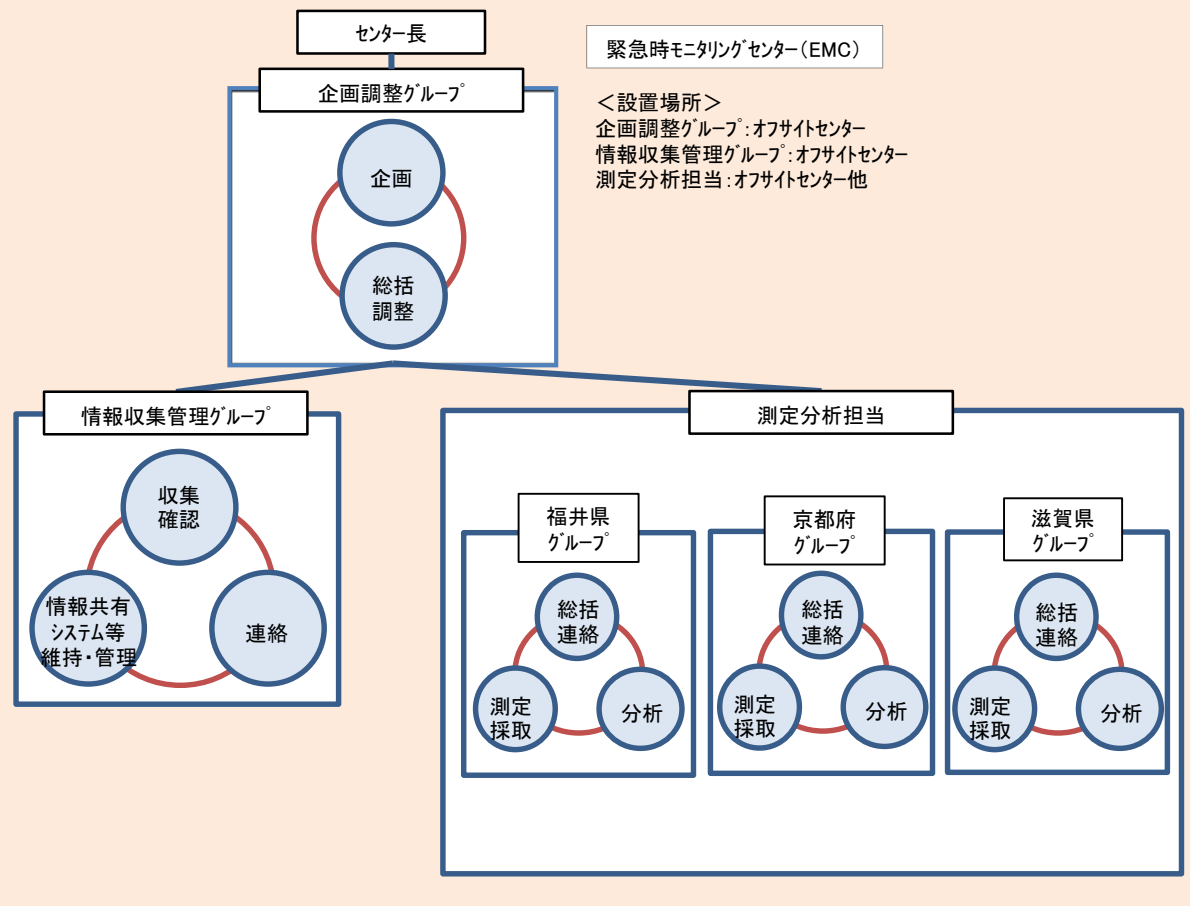 センター長
企画調整グループ
企画
総括
調整
緊急時モニタリングセンター（EMC）
＜設置場所＞
企画調整グループ：オフサイトセンター
情報収集管理グループ：オフサイトセンター
測定分析担当：オフサイトセンター他
情報収集管理グループ
収集
確認
情報共有
システム等
維持・管理
連絡
測定分析担当
福井県
グループ
総括
連絡
測定
採取
分析
京都府
グループ
総括
連絡
測定
採取
分析
滋賀県
グループ
総括
連絡
測定
採取
分析